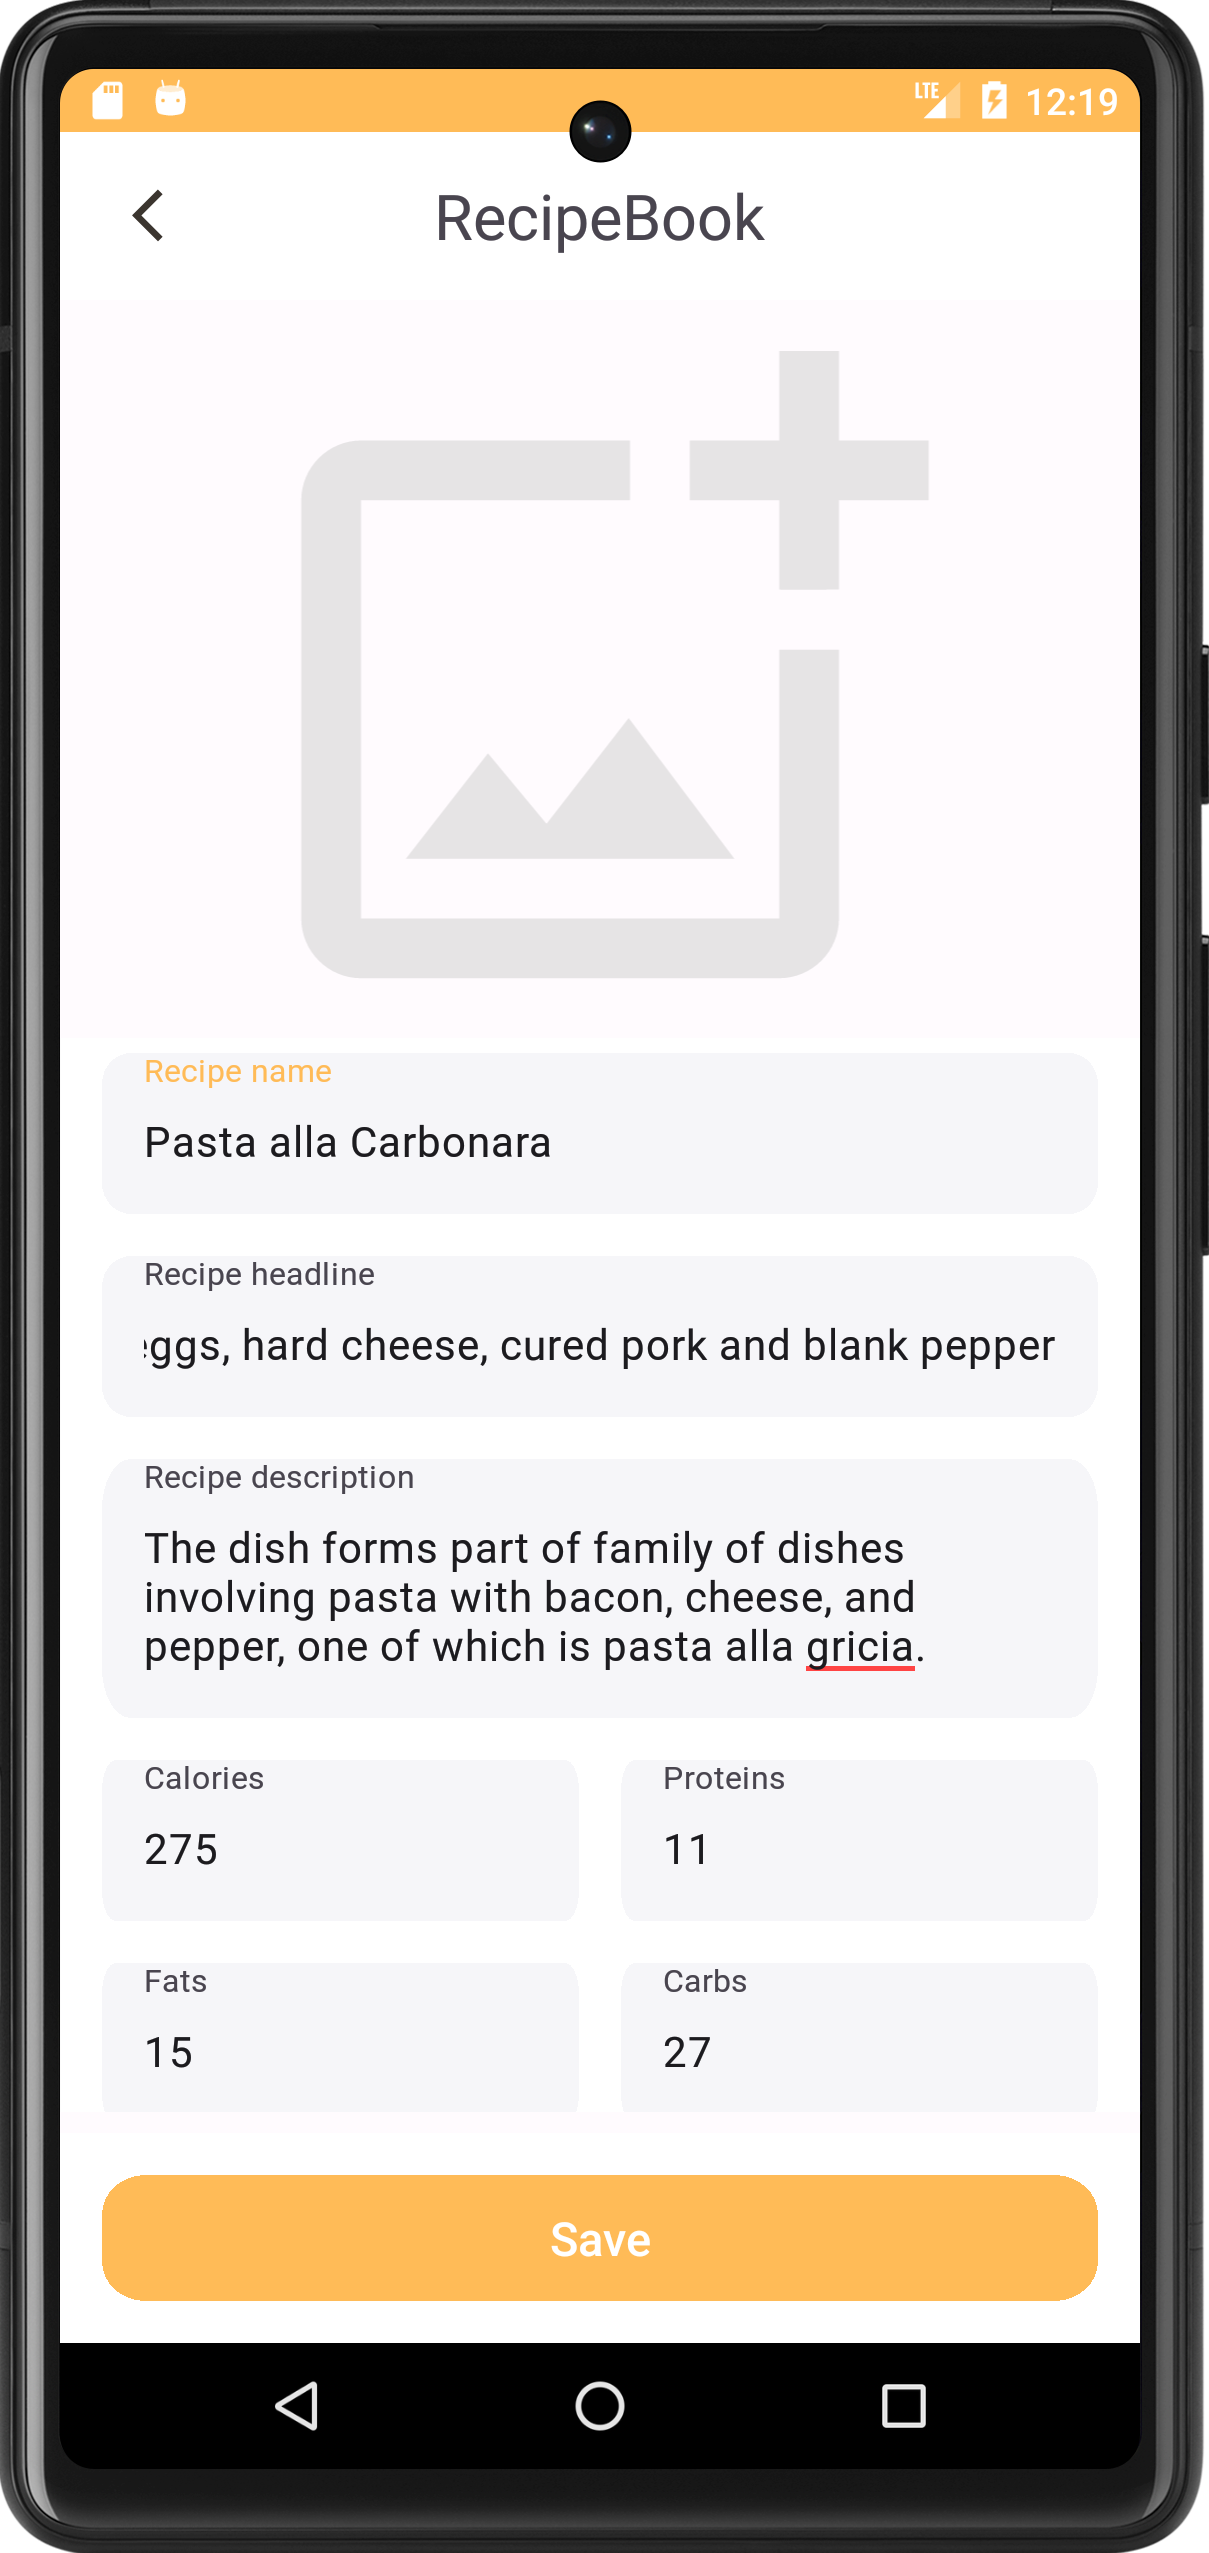 LTE 12:19
RecipeBook
Recipe name
Pasta alla Carbonara
Recipe headline
eggs, hard cheese, cured pork and blank pepper
Recipe description
The dish forms part of family of dishes
involving pasta with bacon, cheese, and
pepper, one of which is pasta alla gricia.
Calories
275
Proteins
11
Fats
15
Carbs
27
Save